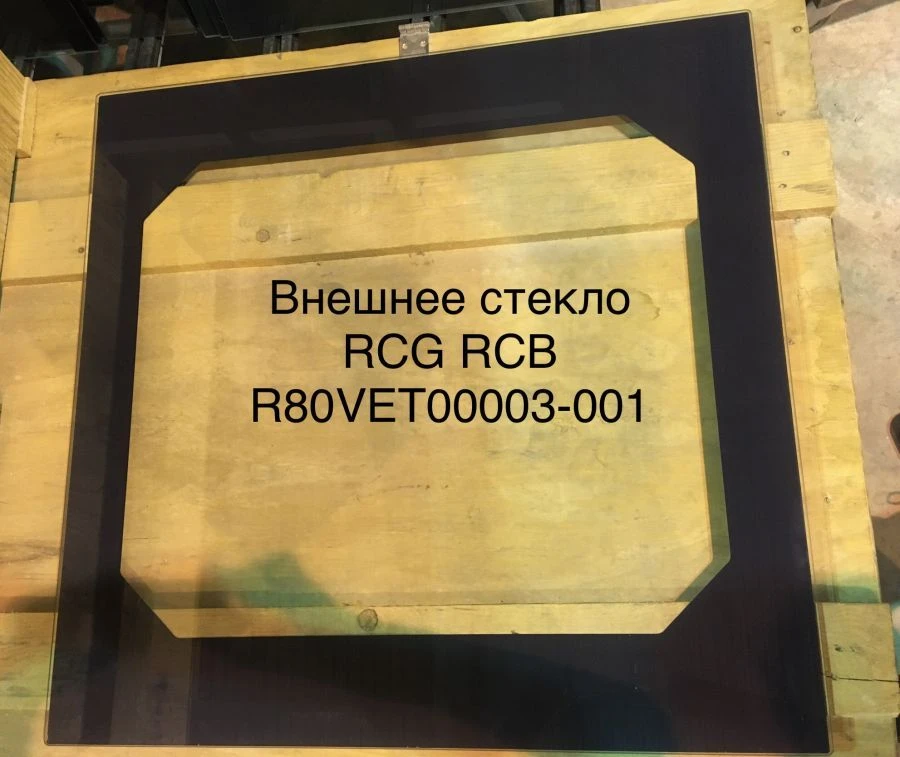 Внешнее стекло
RCG RCB
R80VET00003-001